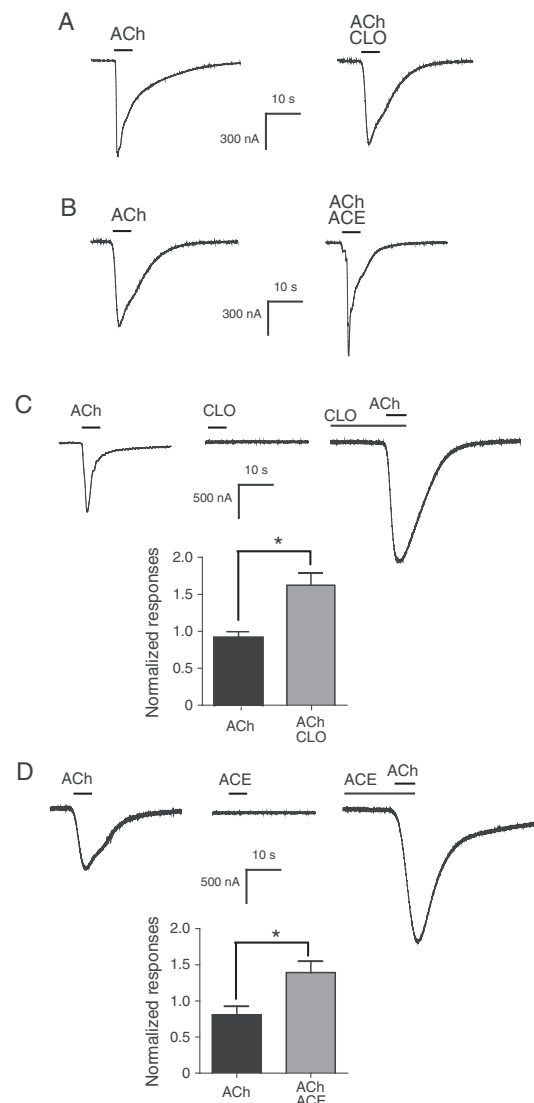 A
ACh
ACh
CLO
10 s
300 nA
B
ACh
ACh
ACE
10 s
300 nA
C
ACh
CLO
CLO
ACh
10 s
500 nA
Normalized responses
2.0
1.5
1.0
0.5
0
*
ACh
ACh
CLO
D
ACh
ACE
ACE
ACh
10 s
500 nA
Normalized responses
2.0
1.5
1.0
0.5
0
*
ACh
ACh
ACE